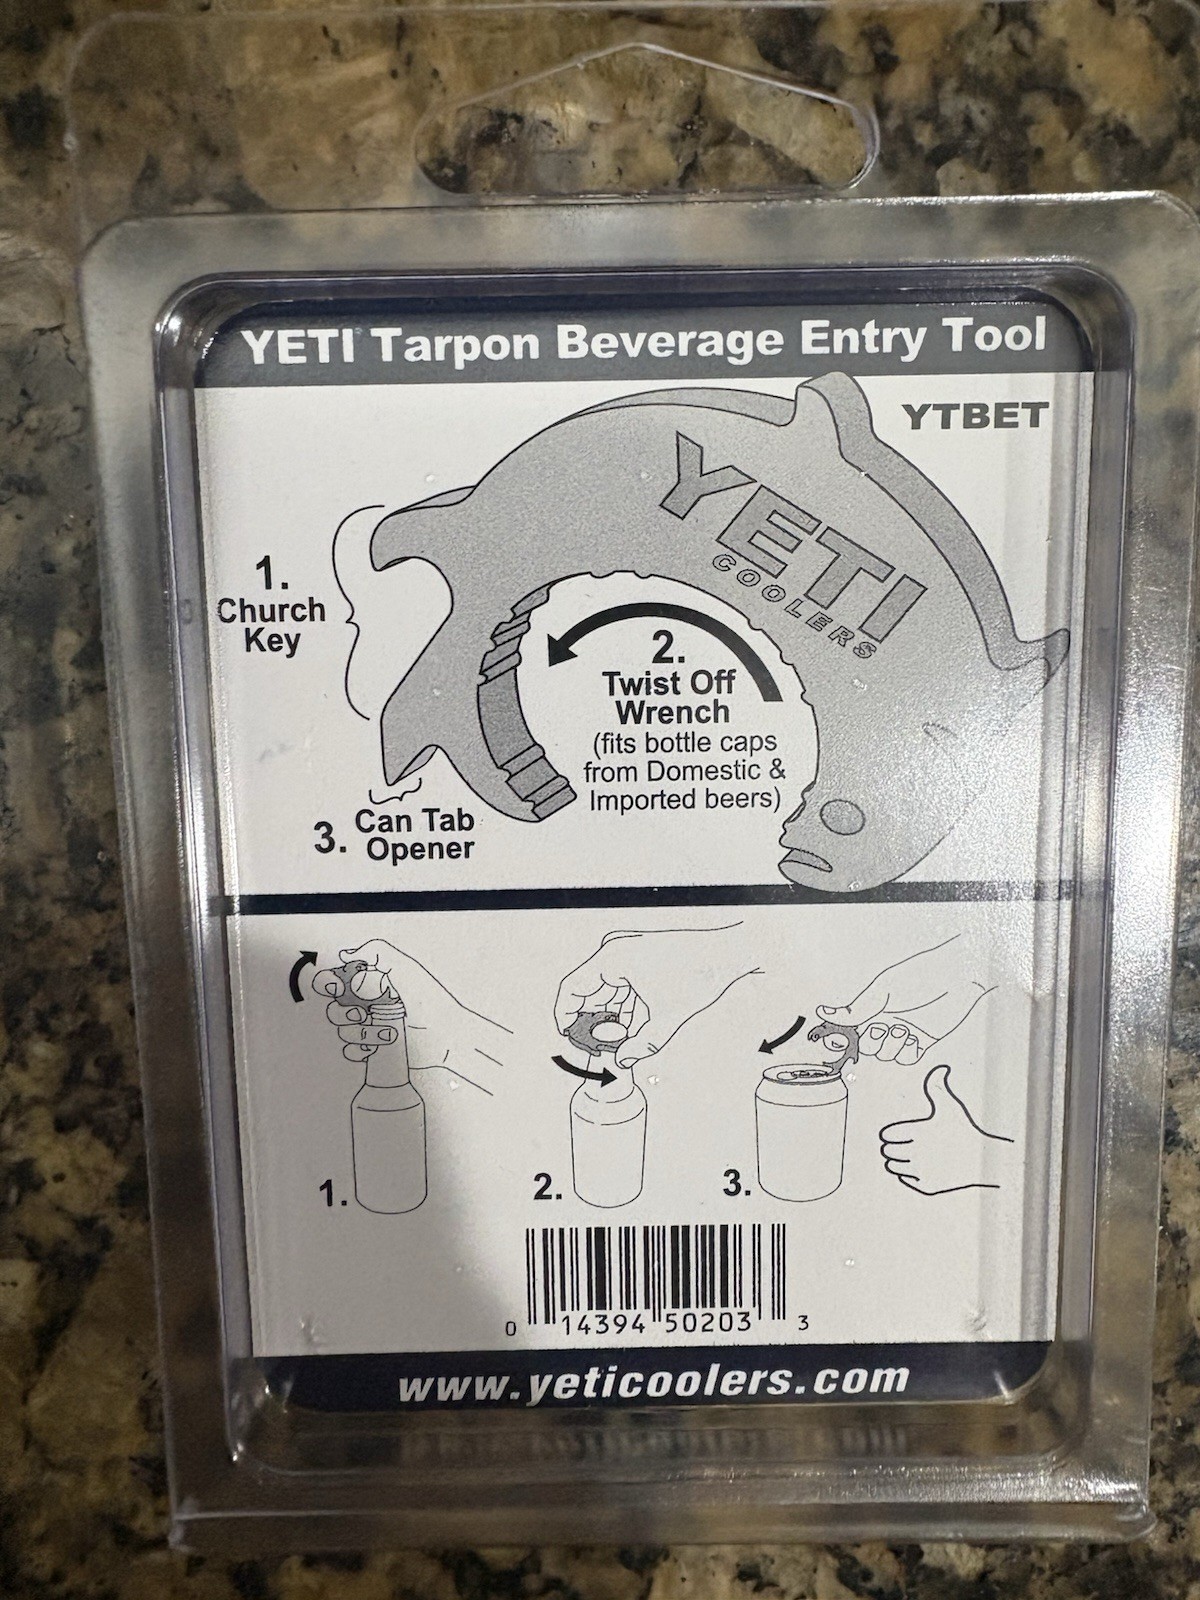 YETI Tarpon Beverage Entry Tool
YTBET
YETI
COOLERS
1.
Church
Key
2.
Twist Off
Wrench
(fits bottle caps
from Domestic &
Imported beers)
3. Can Tab
Opener
1.
2.
3.
0 14394 50203 3
www.yeticoolers.com